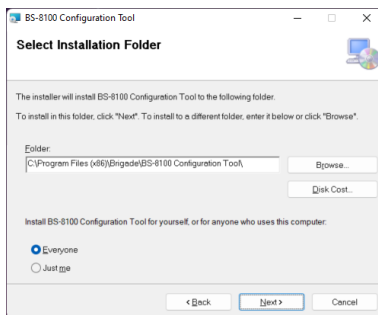 BS-8100 Configuration Tool
Select Installation Folder
The installer will install BS-8100 Configuration Tool to the following folder.
To install in this folder, click "Next". To install to a different folder, enter it below or click "Browse".
Folder:
C:\Program Files (x86)\Brigade\BS-8100 Configuration Tool\
Browse...
Disk Cost...
Install BS-8100 Configuration Tool for yourself, or for anyone who uses this computer:
Everyone
Just me
< Back Next > Cancel